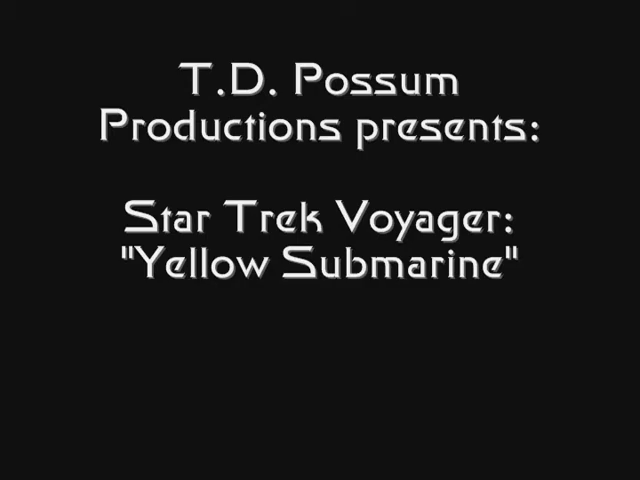 T.D. Possum
Productions presents:
Star Trek Voyager:
"Yellow Submarine"